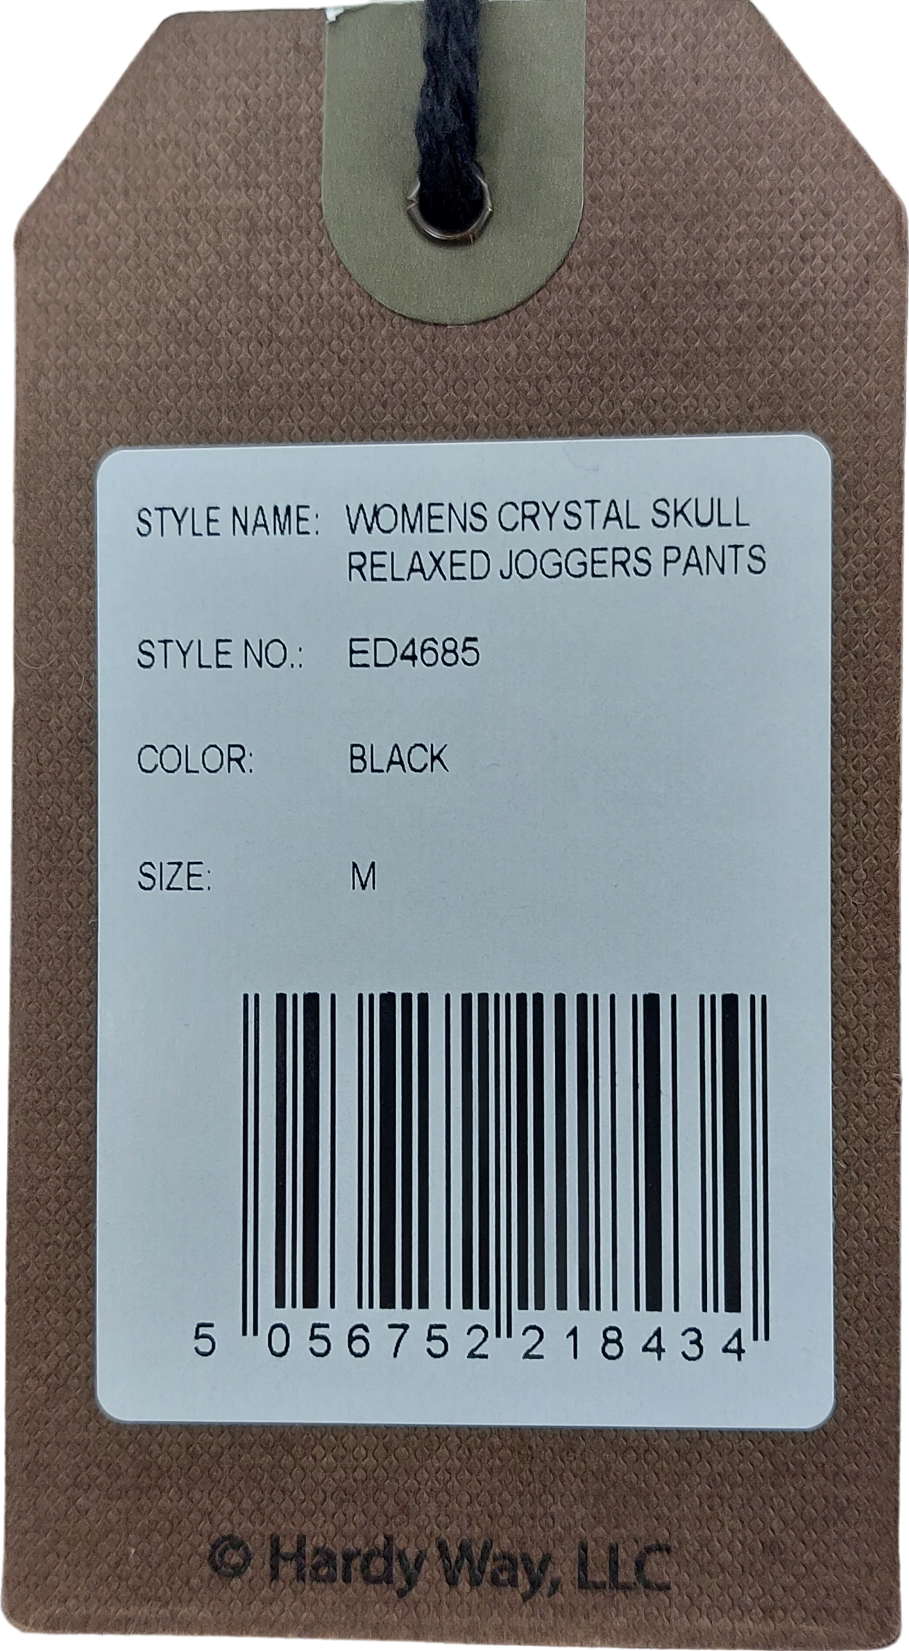 STYLE NAME: WOMENS CRYSTAL SKULL
RELAXED JOGGERS PANTS
STYLE NO.: ED4685
COLOR: BLACK
SIZE: M
5 056752 218434
© Hardy Way, LLC